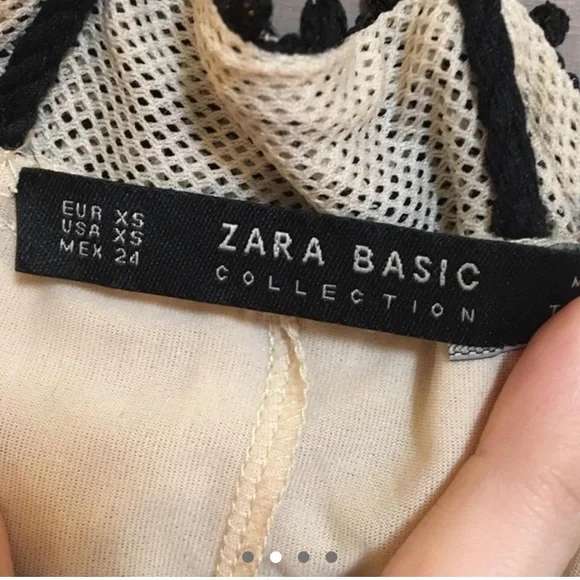 EUR XS
USA XS
MEX 24
ZARA BASIC
COLLECTION